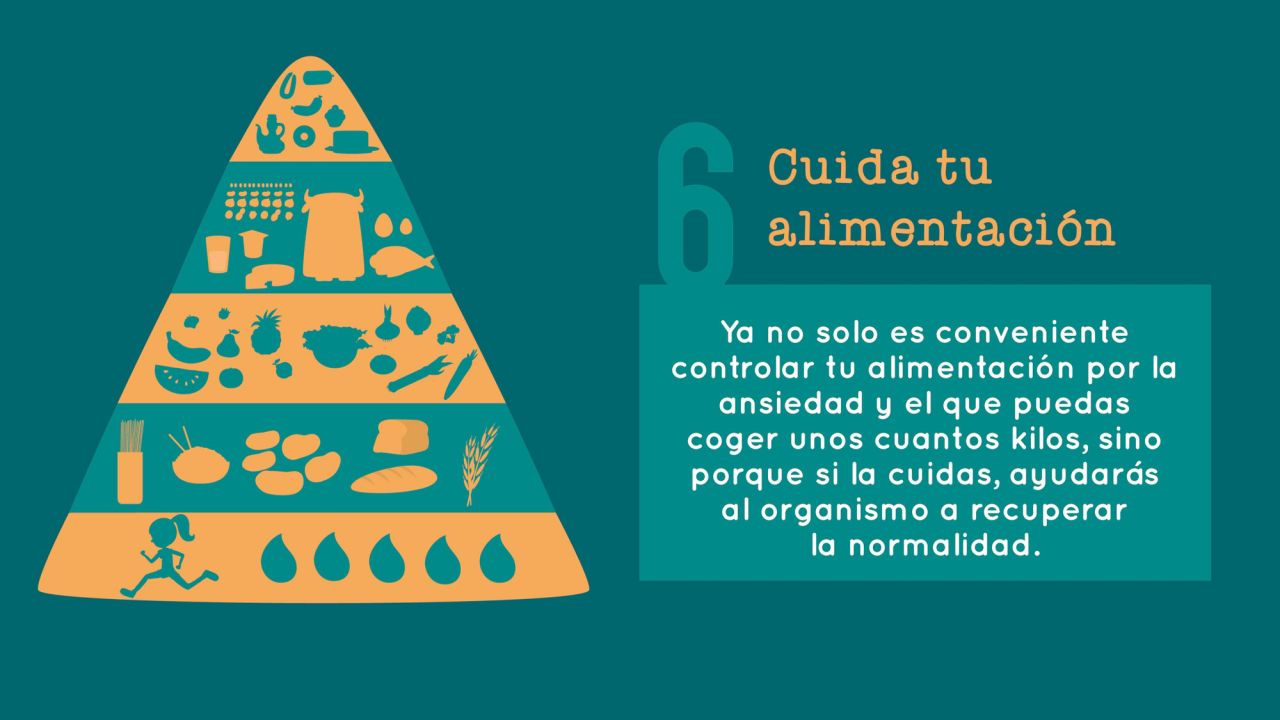 6
Cuida tu
alimentación
Ya no solo es conveniente
controlar tu alimentación por la
ansiedad y el que puedas
coger unos cuantos kilos, sino
porque si la cuidas, ayudarás
al organismo a recuperar
la normalidad.